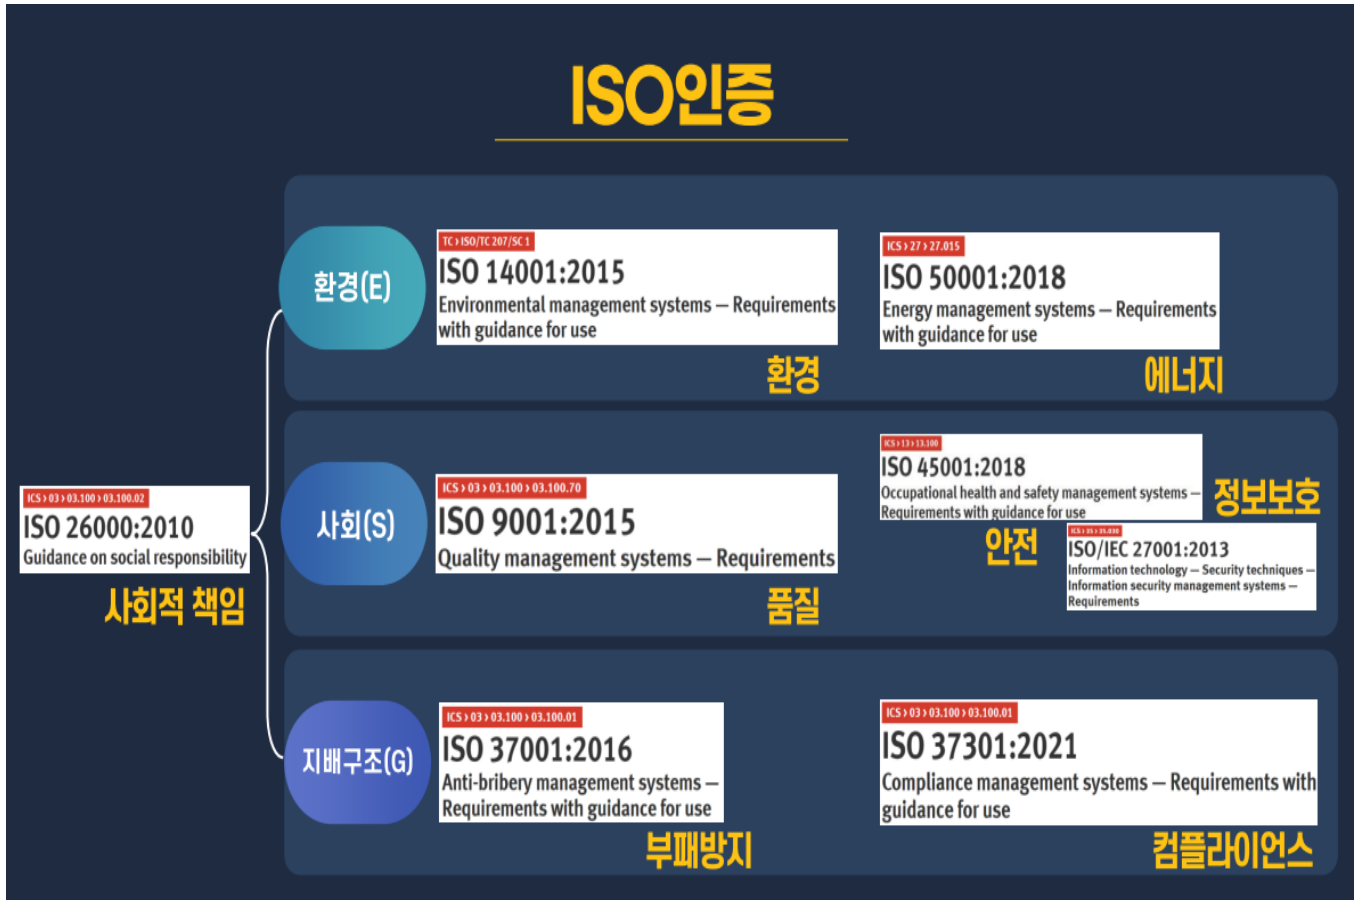 ISO인증
ICS › 03 › 03.100 › 03.100.02
ISO 26000:2010
Guidance on social responsibility
사회적 책임
환경(E)
TC › ISO/TC 207/SC 1
ISO 14001:2015
Environmental management systems — Requirements
with guidance for use
환경
ICS › 27 › 27.015
ISO 50001:2018
Energy management systems — Requirements
with guidance for use
에너지
사회(S)
ICS › 03 › 03.100 › 03.100.70
ISO 9001:2015
Quality management systems — Requirements
품질
ICS › 13 › 13.100
ISO 45001:2018
Occupational health and safety management systems —
Requirements with guidance for use
안전
정보보호
ICS › 35 › 35.030
ISO/IEC 27001:2013
Information technology — Security techniques —
Information security management systems —
Requirements
지배구조(G)
ICS › 03 › 03.100 › 03.100.01
ISO 37001:2016
Anti-bribery management systems —
Requirements with guidance for use
부패방지
ICS › 03 › 03.100 › 03.100.01
ISO 37301:2021
Compliance management systems — Requirements with
guidance for use
컴플라이언스